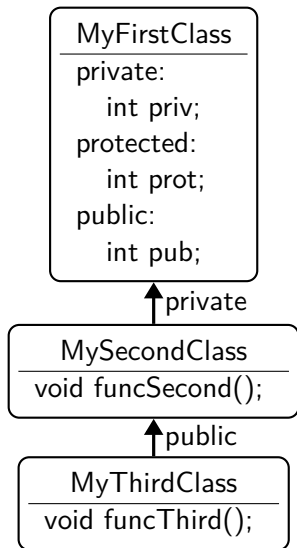 MyFirstClass
private:
int priv;
protected:
int prot;
public:
int pub;
private
MySecondClass
void funcSecond();
public
MyThirdClass
void funcThird();